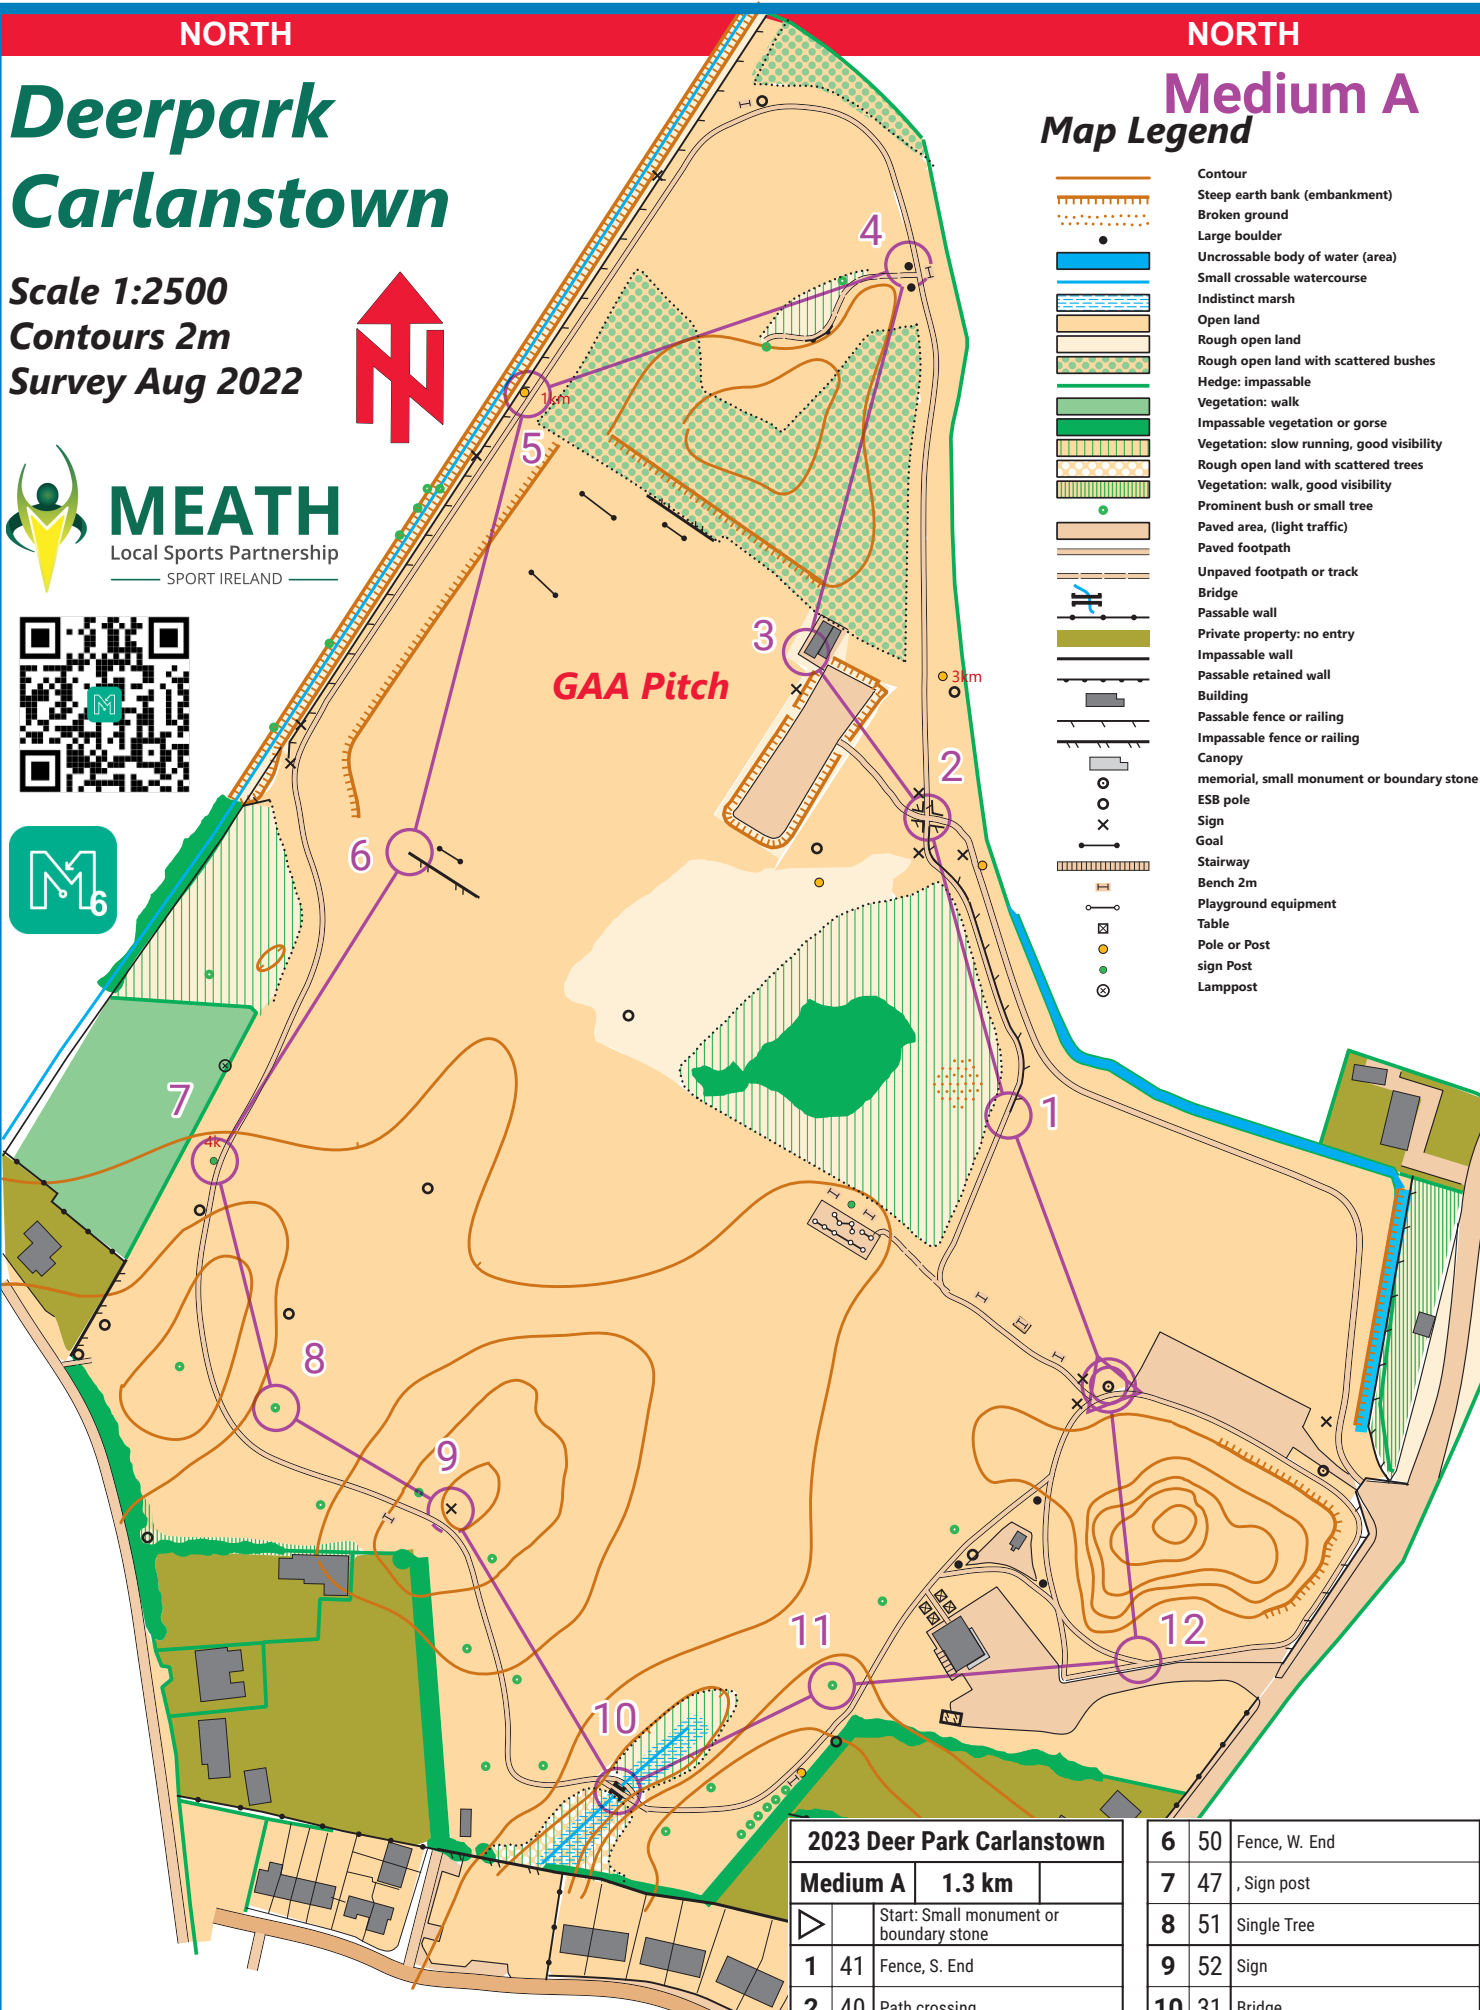 NORTH
NORTH
Deerpark
Carlanstown
Scale 1:2500
Contours 2m
Survey Aug 2022
N
MEATH
Local Sports Partnership
SPORT IRELAND
M
M6
Medium A
Map Legend
Contour
Steep earth bank (embankment)
Broken ground
Large boulder
Uncrossable body of water (area)
Small crossable watercourse
Indistinct marsh
Open land
Rough open land
Rough open land with scattered bushes
Hedge: impassable
Vegetation: walk
Impassable vegetation or gorse
Vegetation: slow running, good visibility
Rough open land with scattered trees
Vegetation: walk, good visibility
Prominent bush or small tree
Paved area, (light traffic)
Paved footpath
Unpaved footpath or track
Bridge
Passable wall
Private property: no entry
Impassable wall
Passable retained wall
Building
Passable fence or railing
Impassable fence or railing
Canopy
memorial, small monument or boundary stone
ESB pole
Sign
Goal
Stairway
Bench 2m
Playground equipment
Table
Pole or Post
sign Post
Lamppost
4
1km
5
3
GAA Pitch
3km
2
6
7
4k
1
8
9
10
11
12
2023 Deer Park Carlanstown
Medium A 1.3 km
Start: Small monument or
boundary stone
1 41 Fence, S. End
2 40 Path crossing
6 50 Fence, W. End
7 47 , Sign post
8 51 Single Tree
9 52 Sign
10 31 Bridge